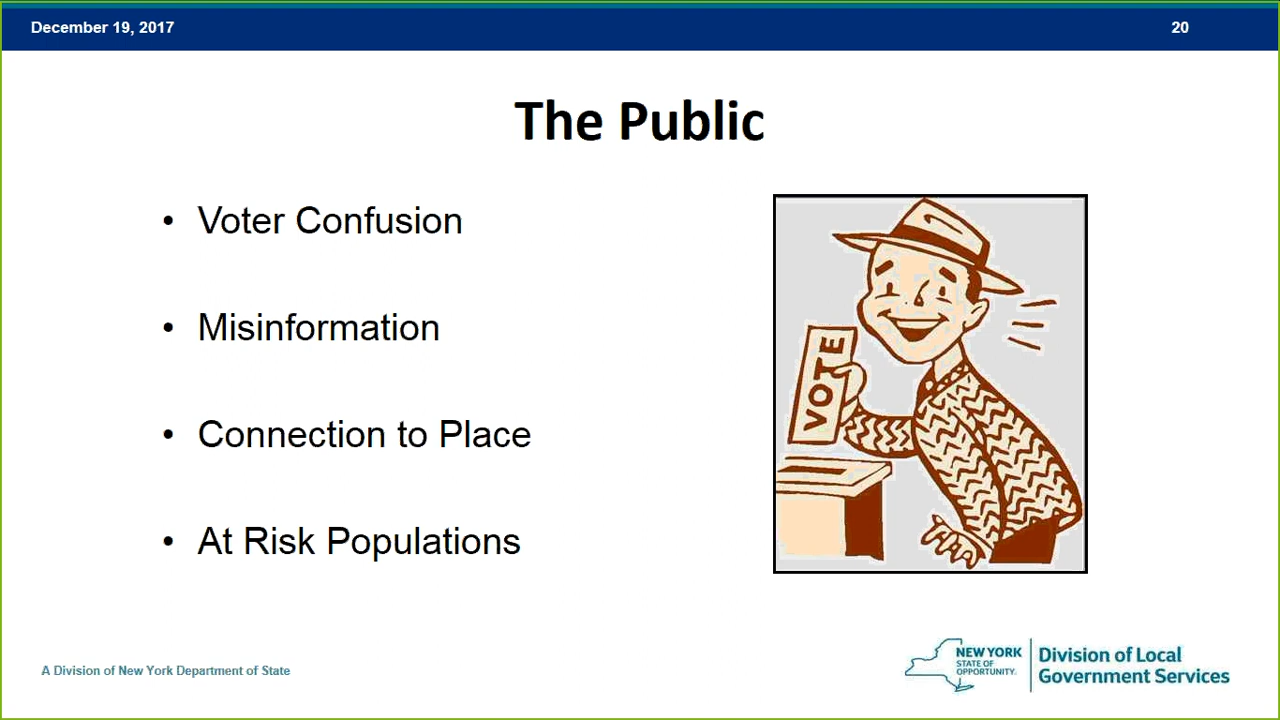 December 19, 2017
20
The Public
• Voter Confusion
• Misinformation
• Connection to Place
• At Risk Populations
VOTE
A Division of New York Department of State
NEW YORK
STATE OF
OPPORTUNITY.
Division of Local
Government Services